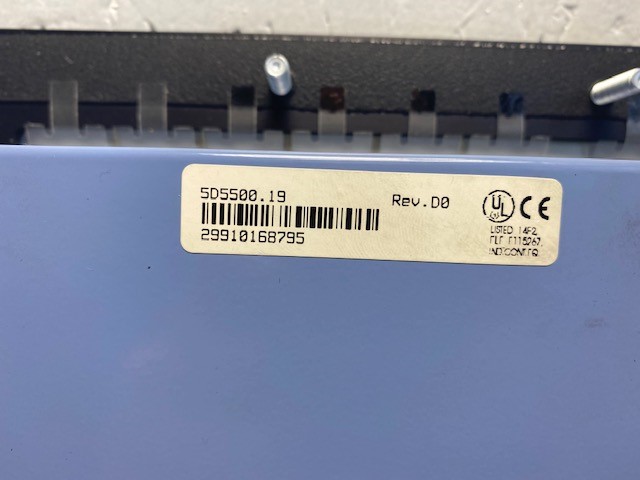 5D5500.19 Rev.D0
29910168795
UL CE
LISTED 14F2
IND.CONT.EQ.